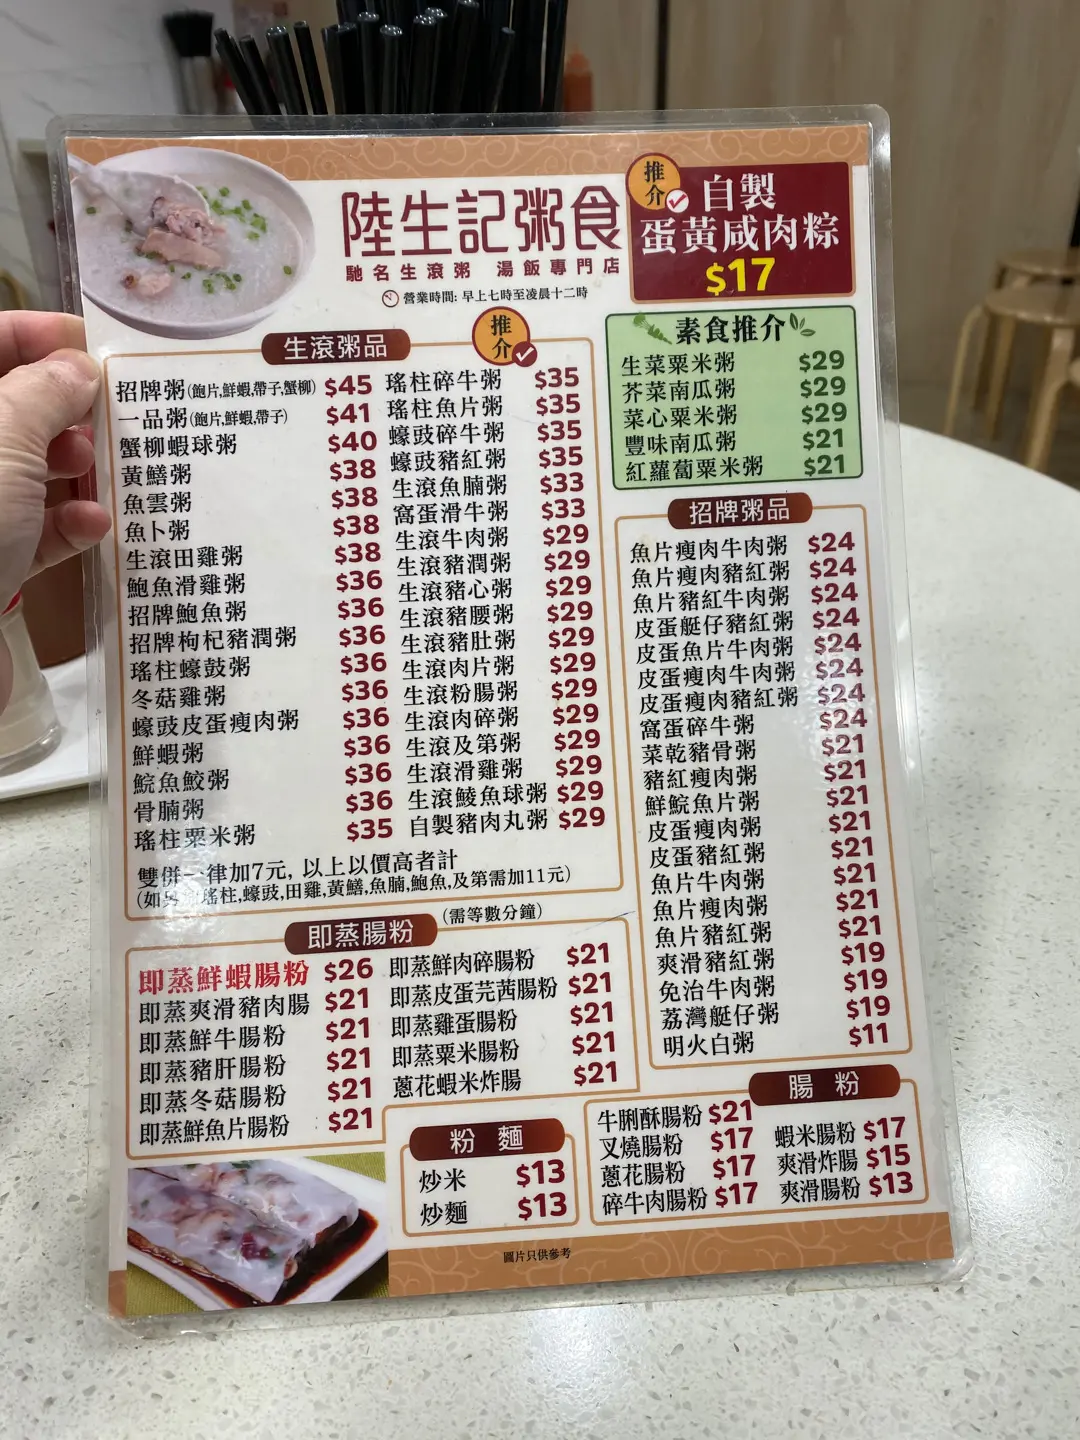 陸生記粥食
馳名生滾粥 湯飯專門店
營業時間: 早上七時至凌晨十二時
推介
自製
蛋黃咸肉粽
$17
生滾粥品
推介
招牌粥(鮑片,鮮蝦,帶子,蟹柳) $45
一品粥(鮑片,鮮蝦,帶子) $41
蟹柳蝦球粥 $40
黃鱔粥 $38
魚雲粥 $38
魚卜粥 $38
生滾田雞粥 $38
鮑魚滑雞粥 $36
招牌鮑魚粥 $36
招牌枸杞豬潤粥 $36
瑤柱蠔鼓粥 $36
冬菇雞粥 $36
蠔豉皮蛋瘦肉粥 $36
鮮蝦粥 $36
鯇魚鮫粥 $36
骨腩粥 $36
瑤柱粟米粥 $35
瑤柱碎牛粥 $35
瑤柱魚片粥 $35
蠔豉碎牛粥 $35
蠔豉豬紅粥 $35
生滾魚腩粥 $33
窩蛋滑牛粥 $33
生滾牛肉粥 $29
生滾豬潤粥 $29
生滾豬心粥 $29
生滾豬腰粥 $29
生滾豬肚粥 $29
生滾肉片粥 $29
生滾粉腸粥 $29
生滾肉碎粥 $29
生滾及第粥 $29
生滾滑雞粥 $29
生滾鯪魚球粥 $29
自製豬肉丸粥 $29
雙併一律加7元, 以上以價高者計
(如 瑤柱,蠔豉,田雞,黃鱔,魚腩,鮑魚,及第需加11元)
素食推介
生菜粟米粥 $29
芥菜南瓜粥 $29
菜心粟米粥 $29
豐味南瓜粥 $21
紅蘿蔔粟米粥 $21
招牌粥品
魚片瘦肉牛肉粥 $24
魚片瘦肉豬紅粥 $24
魚片豬紅牛肉粥 $24
皮蛋艇仔豬紅粥 $24
皮蛋魚片牛肉粥 $24
皮蛋瘦肉牛肉粥 $24
皮蛋瘦肉豬紅粥 $24
窩蛋碎牛粥 $24
菜乾豬骨粥 $21
豬紅瘦肉粥 $21
鮮鯇魚片粥 $21
皮蛋瘦肉粥 $21
皮蛋豬紅粥 $21
魚片牛肉粥 $21
魚片瘦肉粥 $21
魚片豬紅粥 $21
爽滑豬紅粥 $19
免治牛肉粥 $19
荔灣艇仔粥 $19
明火白粥 $11
即蒸腸粉
(需等數分鐘)
即蒸鮮蝦腸粉 $26
即蒸爽滑豬肉腸 $21
即蒸鮮牛腸粉 $21
即蒸豬肝腸粉 $21
即蒸冬菇腸粉 $21
即蒸鮮魚片腸粉 $21
即蒸鮮肉碎腸粉 $21
即蒸皮蛋芫茜腸粉 $21
即蒸雞蛋腸粉 $21
即蒸粟米腸粉 $21
蔥花蝦米炸腸 $21
粉麵
炒米 $13
炒麵 $13
腸粉
牛脷酥腸粉 $21
叉燒腸粉 $17
蔥花腸粉 $17
碎牛肉腸粉 $17
蝦米腸粉 $17
爽滑炸腸 $15
爽滑腸粉 $13
圖片只供參考